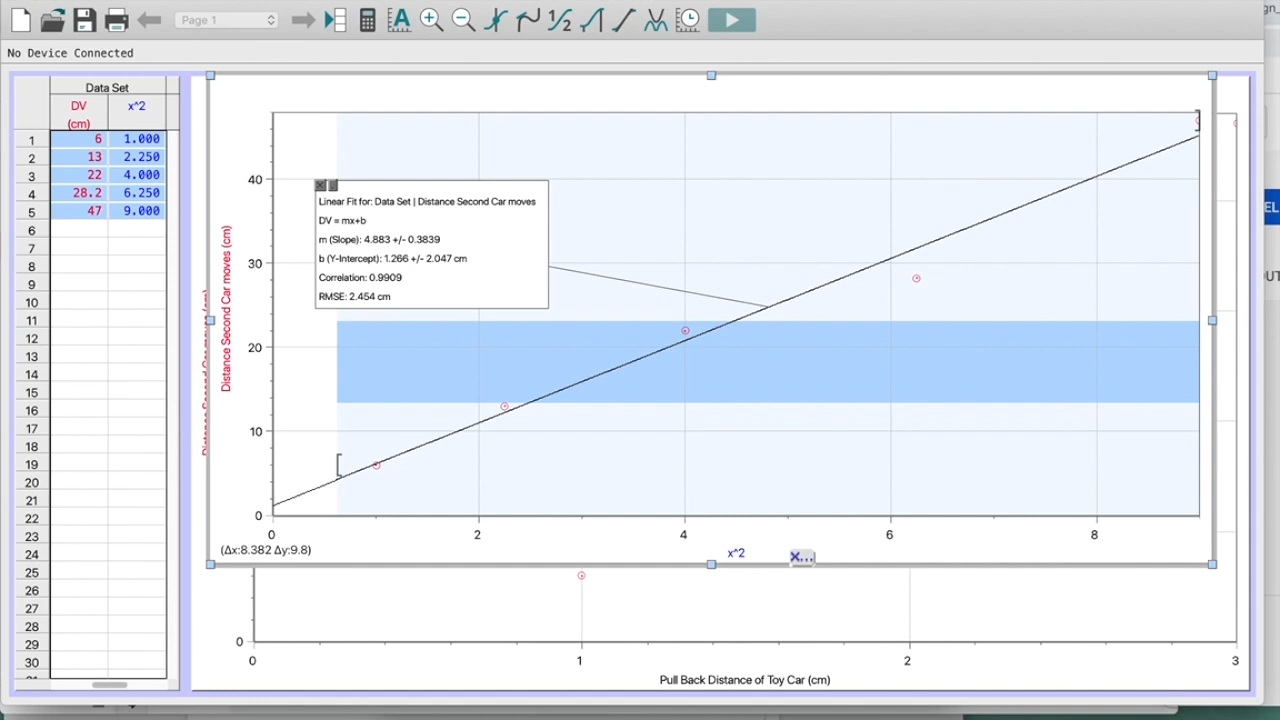 Page 1
No Device Connected
Data Set
DV
x^2
(cm)
1 6 1.000
2 13 2.250
3 22 4.000
4 28.2 6.250
5 47 9.000
6
7
8
9
10
11
12
13
14
15
16
17
18
19
20
21
22
23
24
25
26
27
28
29
30
Distance Second Car moves (cm)
40
30
20
10
0
Linear Fit for: Data Set | Distance Second Car moves
DV = mx+b
m (Slope): 4.883 +/- 0.3839
b (Y-Intercept): 1.266 +/- 2.047 cm
Correlation: 0.9909
RMSE: 2.454 cm
0 2 4 6 8
(Δx:8.382 Δy:9.8)
x^2
X...
0
0 1 2 3
Pull Back Distance of Toy Car (cm)